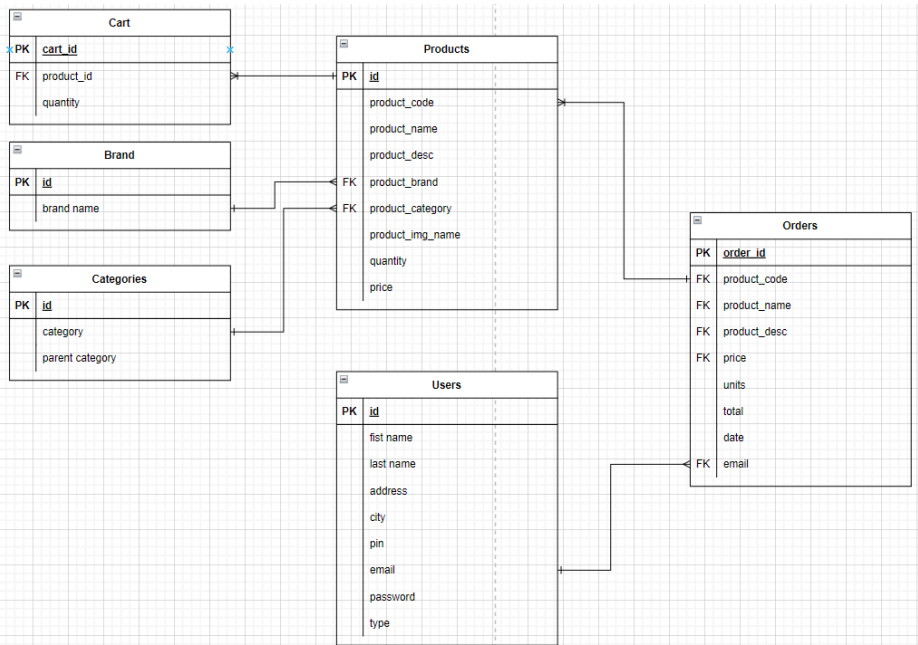 Cart
PK cart_id
FK product_id
quantity
Brand
PK id
brand name
Categories
PK id
category
parent category
Products
PK id
product_code
product_name
product_desc
FK product_brand
FK product_category
product_img_name
quantity
price
Users
PK id
fist name
last name
address
city
pin
email
password
type
Orders
PK order_id
FK product_code
FK product_name
FK product_desc
FK price
units
total
date
FK email